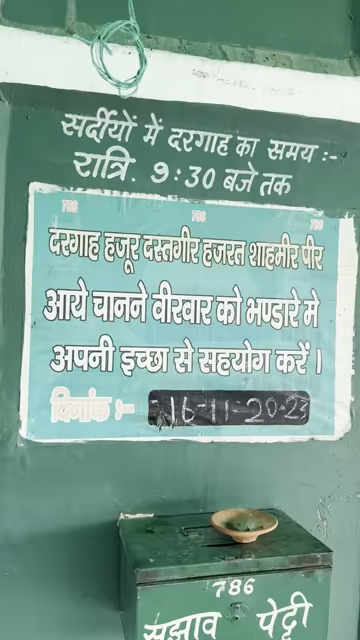 सर्दीयों में दरगाह का समय :-
रात्रि. 9:30 बजे तक
786 786 786
दरगाह हजूर दस्तगीर हजरत शाहमीर पीर
आये चानने वीरवार को भण्डारे मे
अपनी इच्छा से सहयोग करें ।
दिनांक :- 16-11-2023
786
सुझाव पेटी